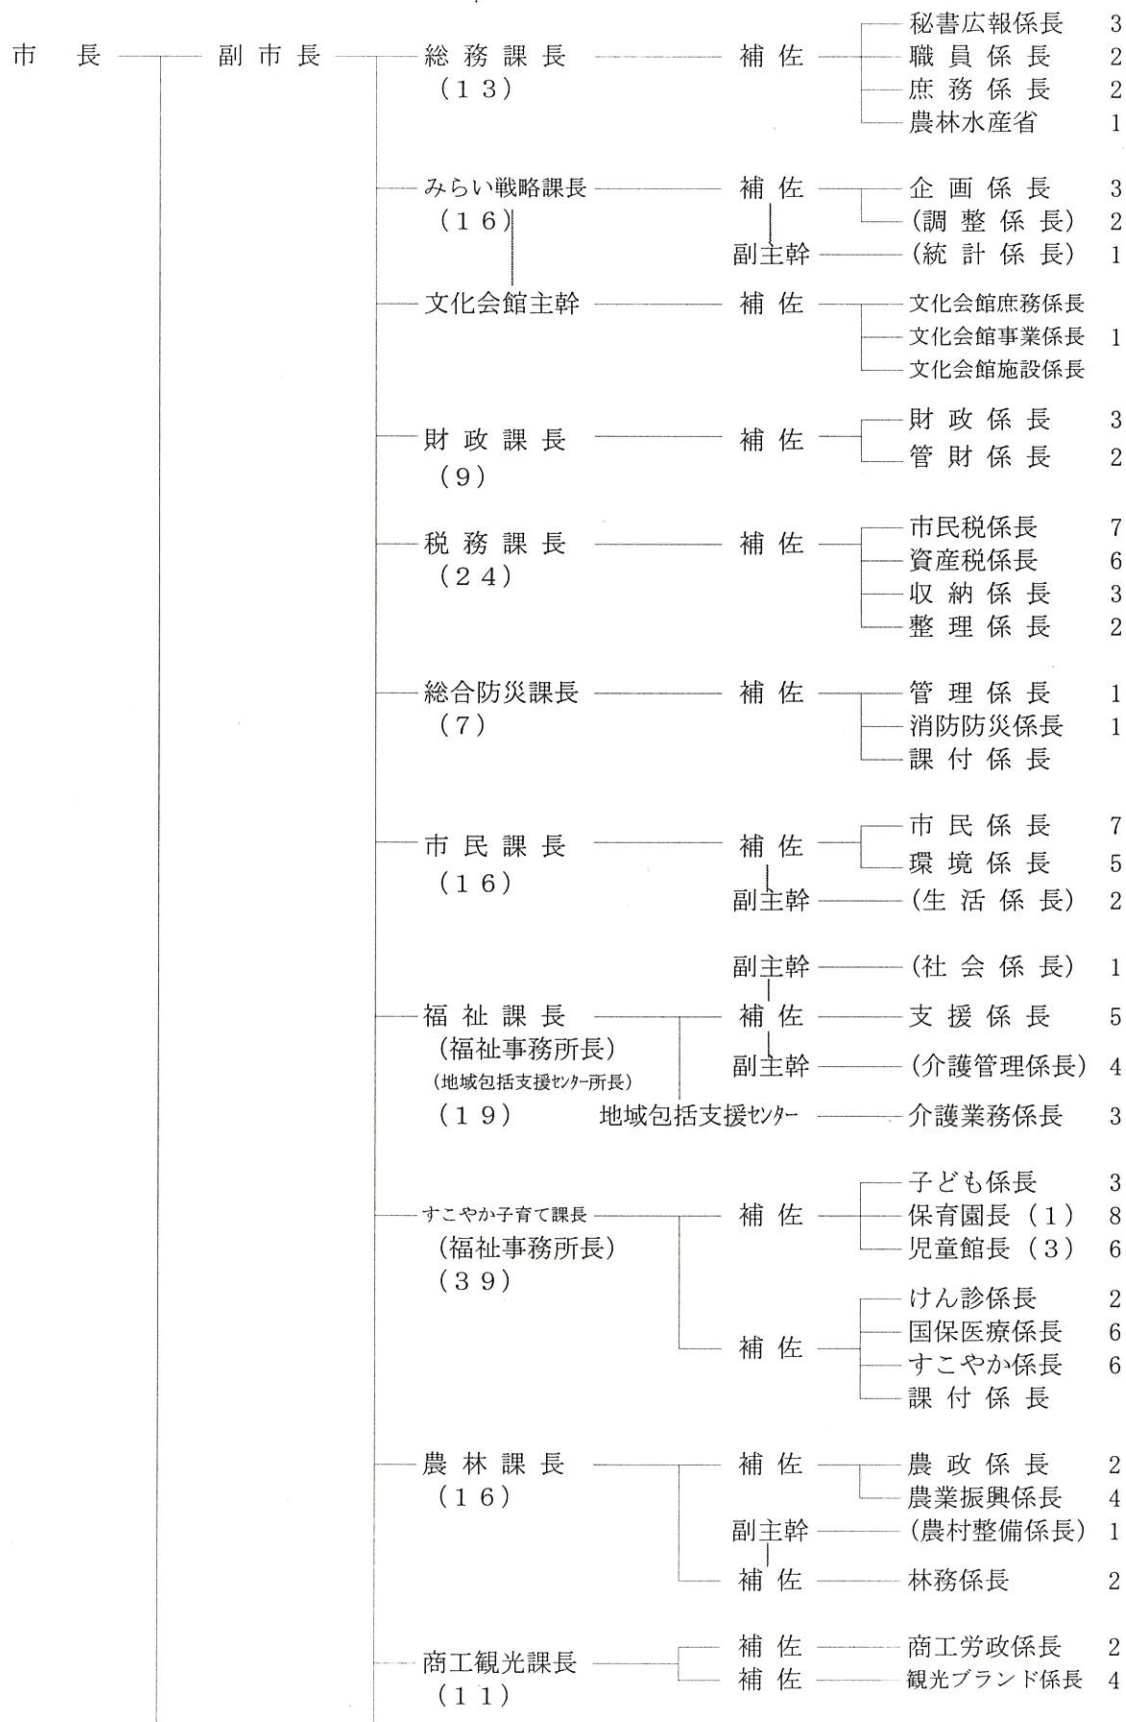 秘書広報係長 3
市 長 副市長 総務課長 補佐 職員係長 2
(13) 庶務係長 2
農林水産省 1
みらい戦略課長 補佐 企画係長 3
(16) (調整係長) 2
副主幹 (統計係長) 1
文化会館主幹 補佐 文化会館庶務係長
文化会館事業係長 1
文化会館施設係長
財政係長 3
財政課長 補佐
管財係長 2
(9)
市民税係長 7
税務課長 補佐
資産税係長 6
(24)
収納係長 3
整理係長 2
総合防災課長 補佐 管理係長 1
(7) 消防防災係長 1
課付係長
市民係長 7
市民課長 補佐
環境係長 5
(16)
副主幹 (生活係長) 2
副主幹 (社会係長) 1
福祉課長 補佐 支援係長 5
(福祉事務所長)
副主幹 (介護管理係長) 4
(地域包括支援ｾﾝﾀｰ所長)
(19) 地域包括支援ｾﾝﾀｰ 介護業務係長 3
子ども係長 3
すこやか子育て課長 補佐 保育園長(1) 8
(福祉事務所長) 児童館長(3) 6
(39)
けん診係長 2
国保医療係長 6
補佐
すこやか係長 6
課付係長
農林課長 補佐 農政係長 2
(16) 農業振興係長 4
副主幹 (農村整備係長) 1
補佐 林務係長 2
補佐 商工労政係長 2
商工観光課長
補佐 観光ブランド係長 4
(11)